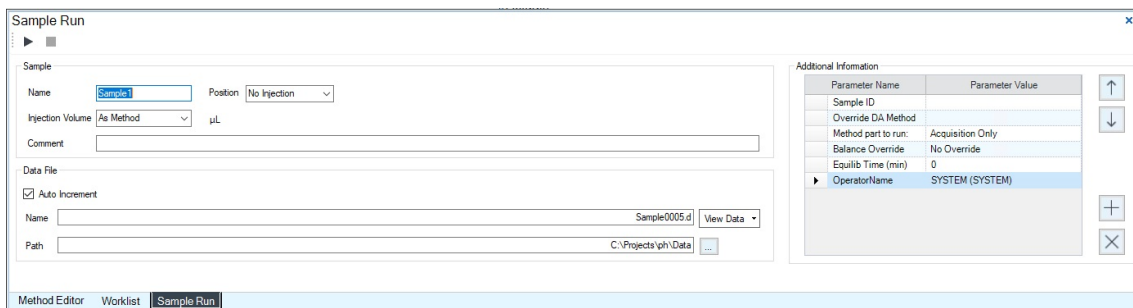 Sample Run
Sample
Name Sample1 Position No Injection
Injection Volume As Method µL
Comment
Data File
Auto Increment
Name Sample0005.d View Data
Path C:\Projects\ph\Data ...
Additional Information
Parameter Name Parameter Value
Sample ID
Override DA Method
Method part to run: Acquisition Only
Balance Override No Override
Equilib Time (min) 0
OperatorName SYSTEM (SYSTEM)
Method Editor Worklist Sample Run